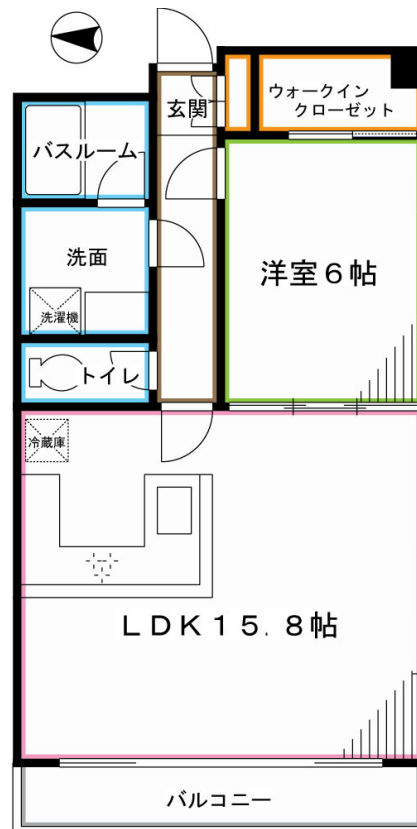 玄関
ウォークイン
クローゼット
バスルーム
洗面
洋室6帖
洗濯機
トイレ
冷蔵庫
LDK15.8帖
バルコニー